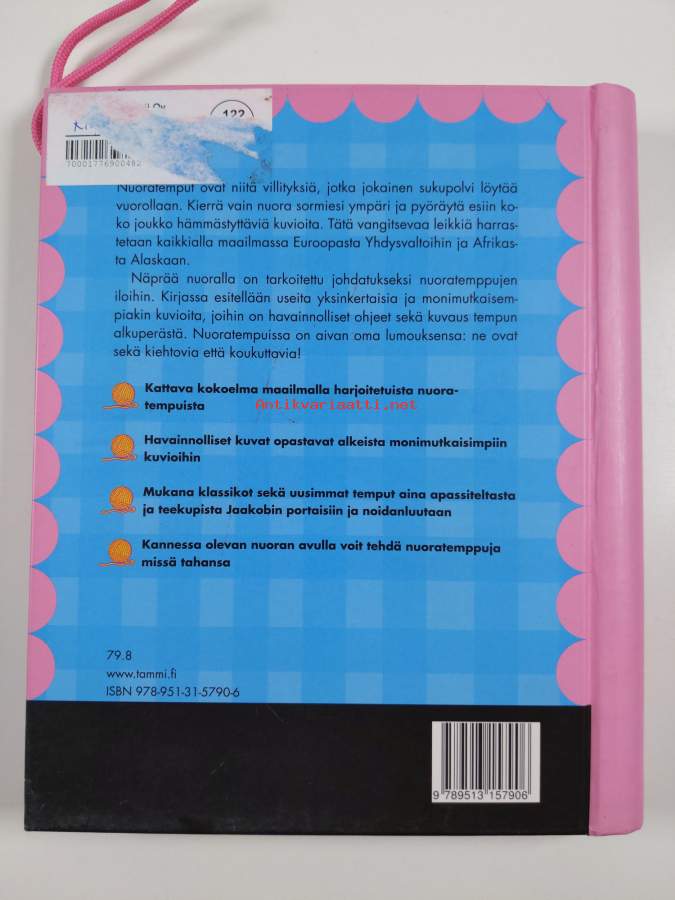 Oy
122
70001776900482
Nuoratemput ovat niitä villityksiä, jotka jokainen sukupolvi löytää
vuorollaan. Kierrä vain nuora sormiesi ympäri ja pyöräytä esiin ko-
ko joukko hämmästyttäviä kuvioita. Tätä vangitsevaa leikkiä harras-
tetaan kaikkialla maailmassa Euroopasta Yhdysvaltoihin ja Afrikas-
ta Alaskaan.
Näprää nuoralla on tarkoitettu johdatukseksi nuoratemppujen
iloihin. Kirjassa esitellään useita yksinkertaisia ja monimutkaisem-
piakin kuvioita, joihin on havainnolliset ohjeet sekä kuvaus tempun
alkuperästä. Nuoratempuissa on aivan oma lumouksensa: ne ovat
sekä kiehtovia että koukuttavia!
Kattava kokoelma maailmalla harjoitetuista nuora-
tempuista
Antikvariaatti.net
Havainnolliset kuvat opastavat alkeista monimutkaisimpiin
kuvioihin
Mukana klassikot sekä uusimmat temput aina apassiteltasta
ja teekupista Jaakobin portaisiin ja noidanluutaan
Kannessa olevan nuoran avulla voit tehdä nuoratemppuja
missä tahansa
79.8
www.tammi.fi
ISBN 978-951-31-5790-6
9 789513 157906